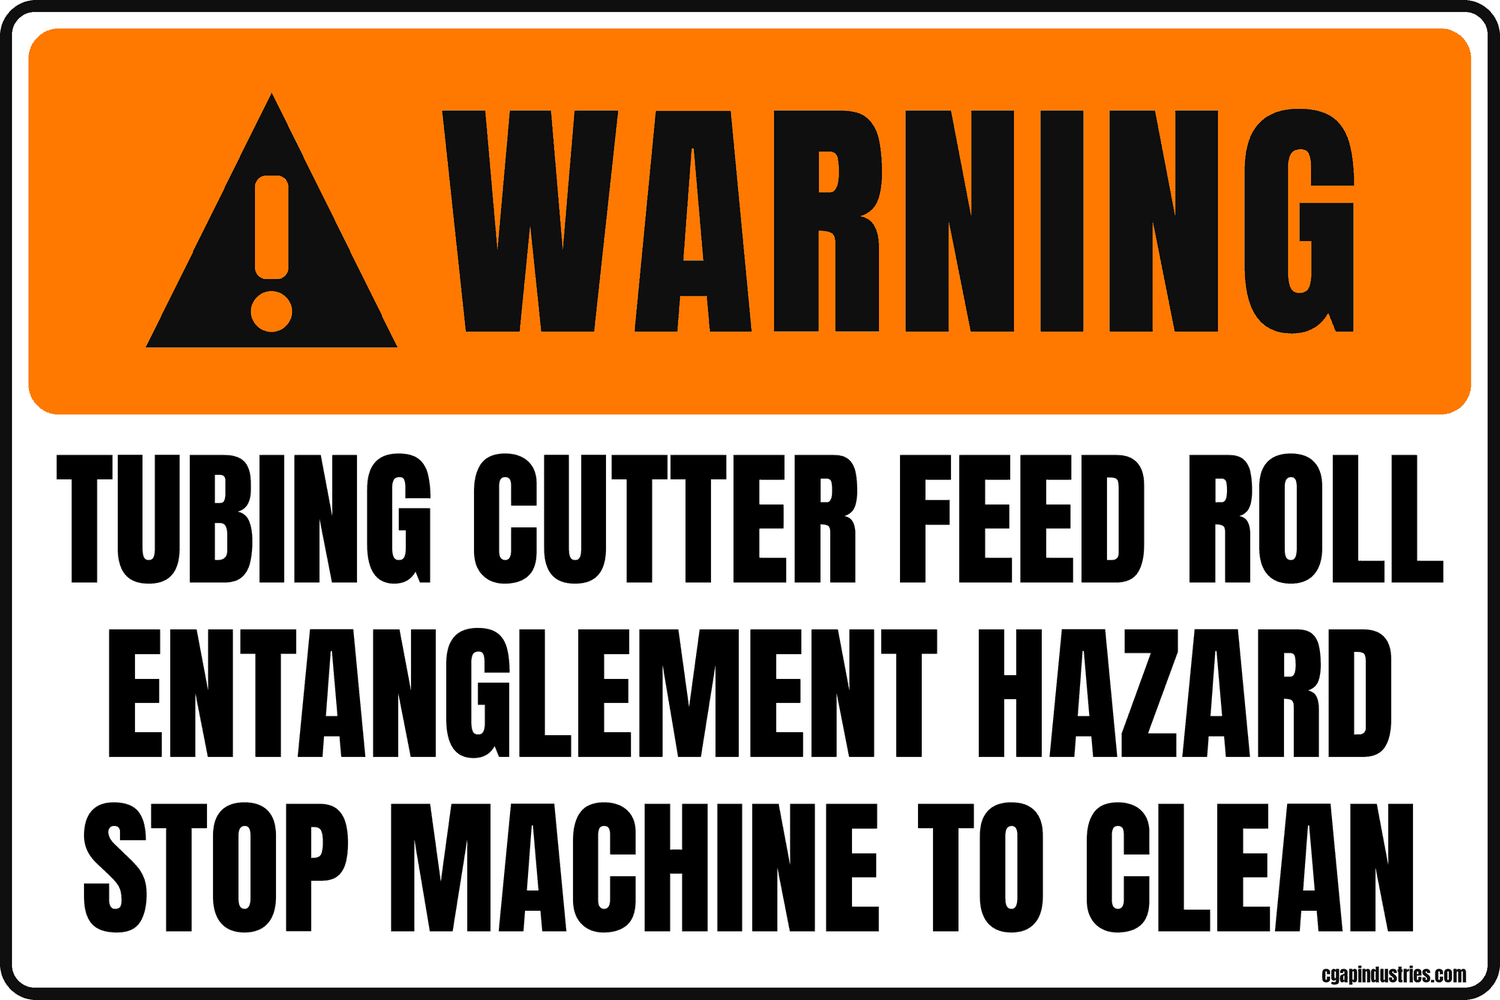 WARNING
TUBING CUTTER FEED ROLL
ENTANGLEMENT HAZARD
STOP MACHINE TO CLEAN
cgapindustries.com